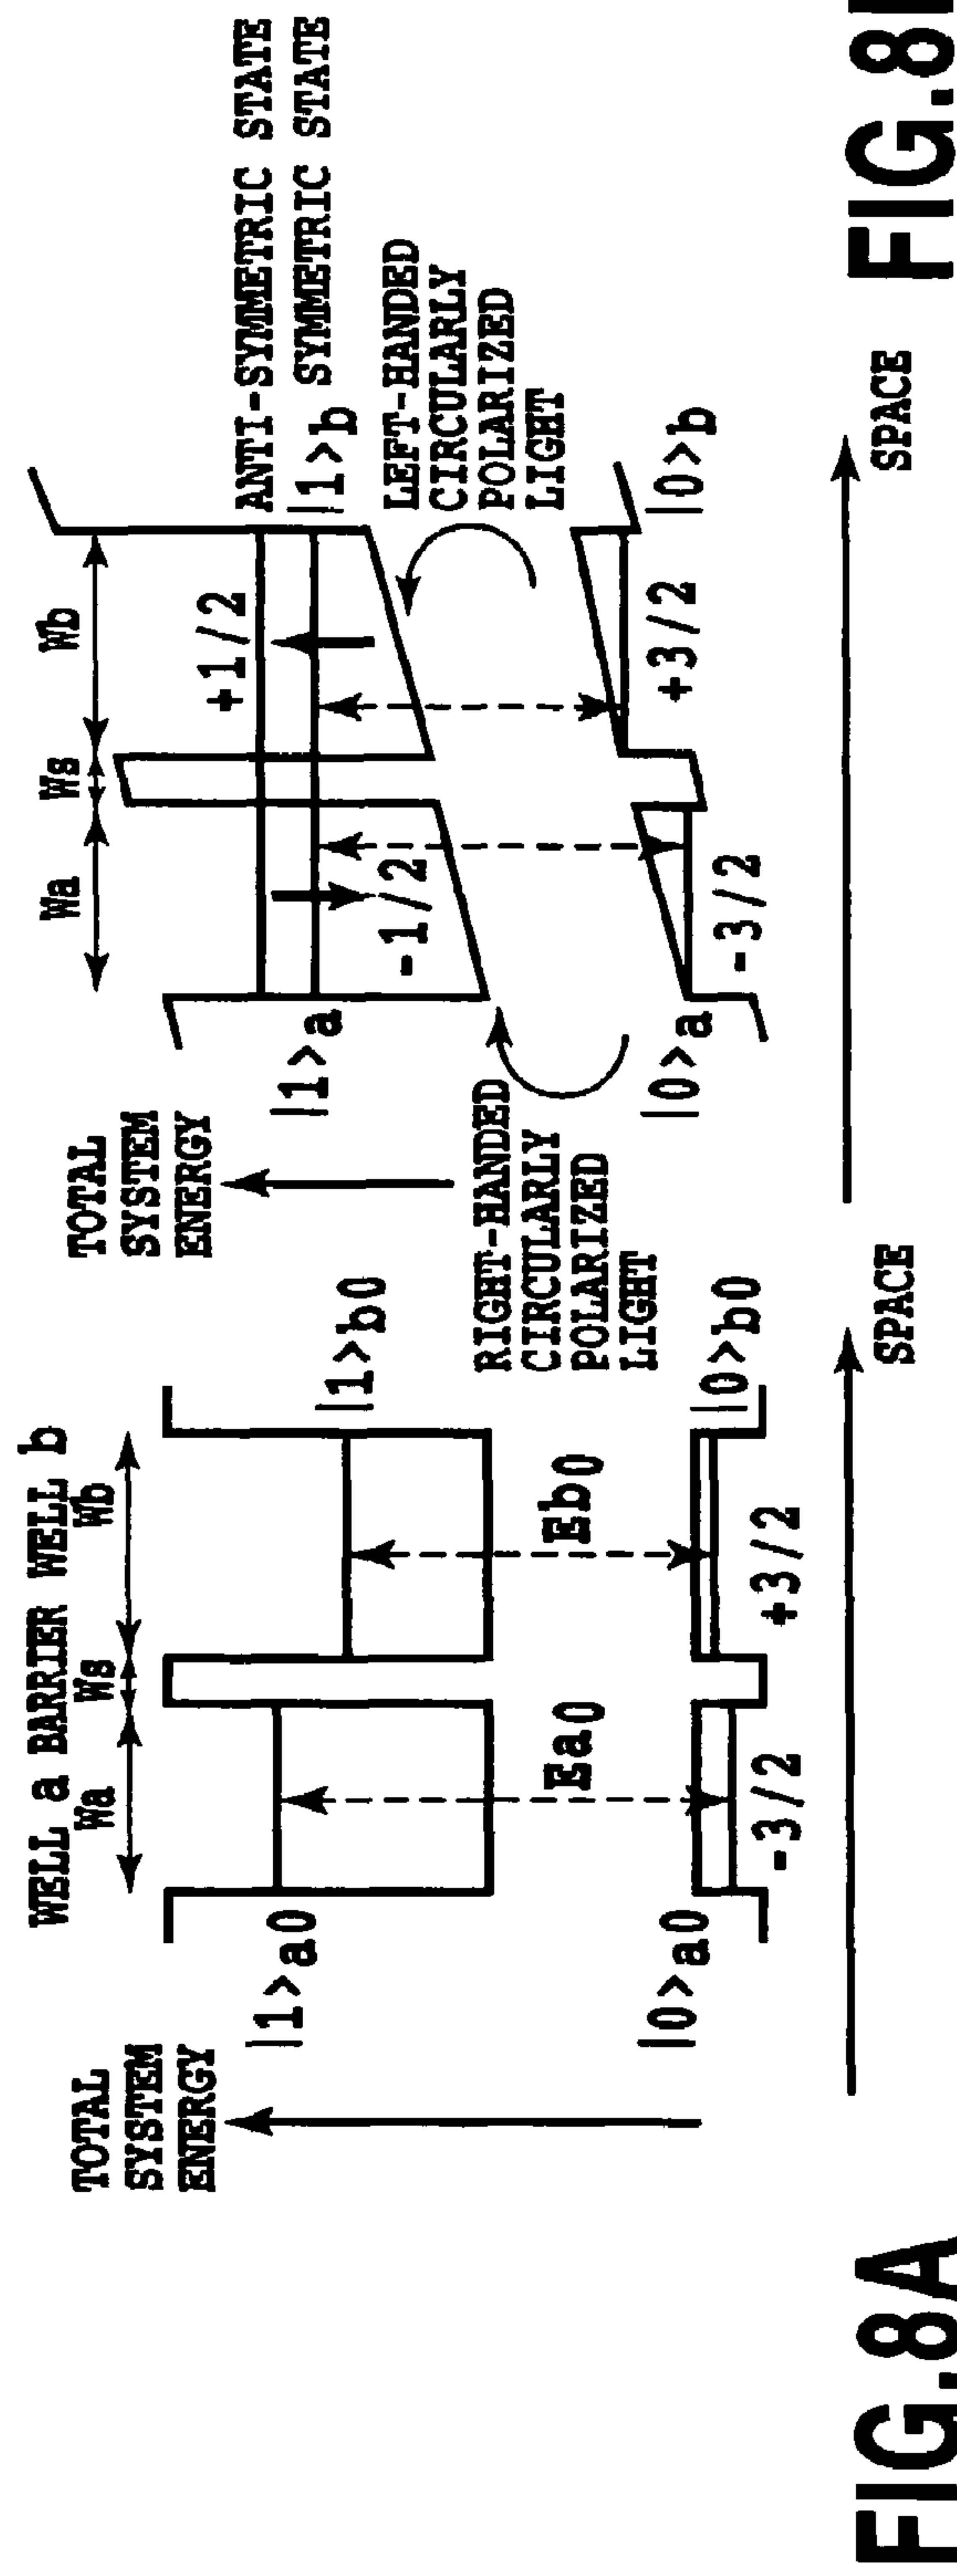 TOTAL
SYSTEM
ENERGY
WELL a BARRIER WELL b
Wa
Ws
Wb
|1>a0
|1>b0
Ea0
Eb0
|0>a0
|0>b0
-3/2
+3/2
SPACE
FIG.8A
TOTAL
SYSTEM
ENERGY
Wa
Ws
Wb
+1/2
ANTI-SYMMETRIC STATE
SYMMETRIC STATE
|1>a
|1>b
-1/2
LEFT-HANDED
CIRCULARLY
POLARIZED
LIGHT
RIGHT-HANDED
CIRCULARLY
POLARIZED
LIGHT
|0>a
|0>b
-3/2
+3/2
SPACE
FIG.8